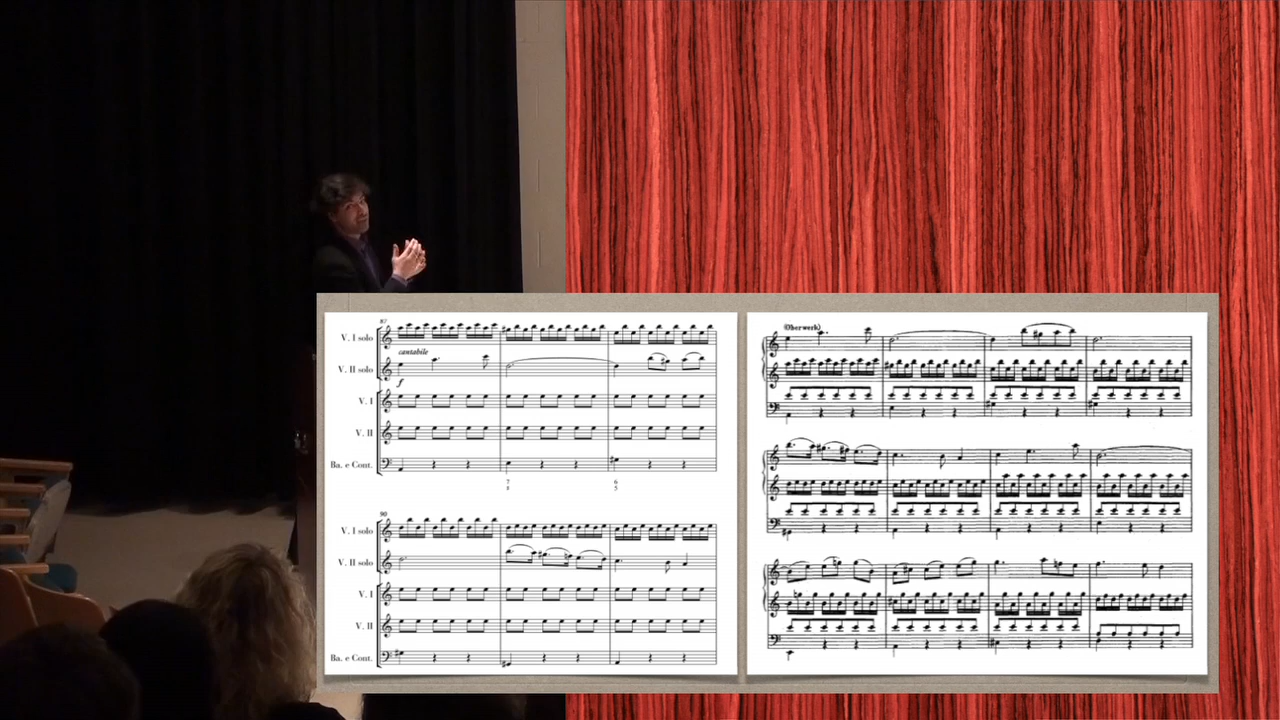 87
V. I solo
cantabile
V. II solo
f
V. I
V. II
Ba. e Cont.
7
6
5
90
V. I solo
V. II solo
V. I
V. II
Ba. e Cont.
(Oberwerk)